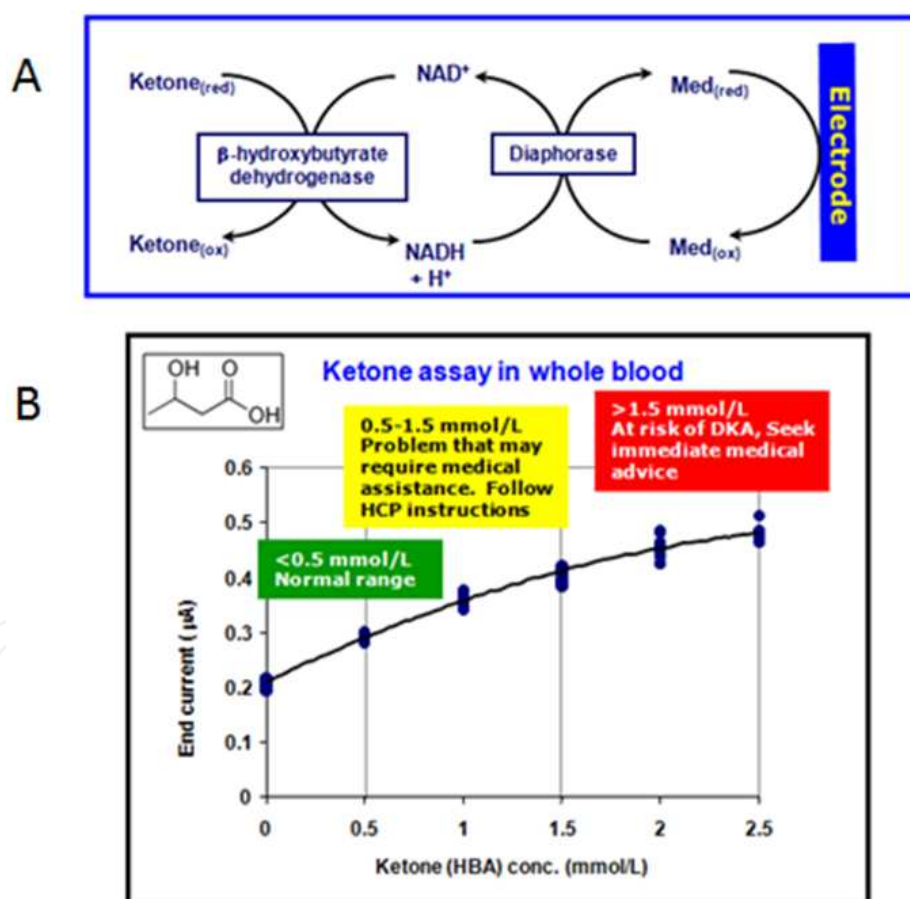 A
Ketone(red)
NAD⁺
Med(red)
Electrode
β-hydroxybutyrate
dehydrogenase
Diaphorase
Ketone(ox)
NADH
+ H⁺
Med(ox)
B
OH
O
OH
Ketone assay in whole blood
<0.5 mmol/L
Normal range
0.5-1.5 mmol/L
Problem that may
require medical
assistance. Follow
HCP instructions
>1.5 mmol/L
At risk of DKA, Seek
immediate medical
advice
End current ( µA)
0.6
0.5
0.4
0.3
0.2
0.1
0
0 0.5 1 1.5 2 2.5
Ketone (HBA) conc. (mmol/L)